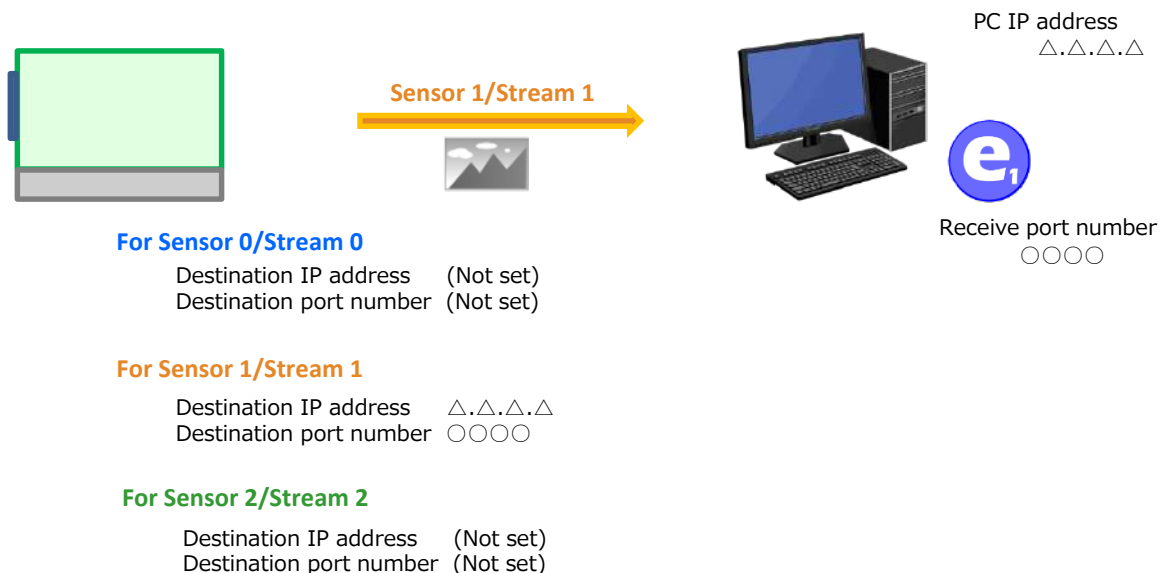 PC IP address
△.△.△.△
Sensor 1/Stream 1
e1
Receive port number
○○○○
For Sensor 0/Stream 0
Destination IP address (Not set)
Destination port number (Not set)
For Sensor 1/Stream 1
Destination IP address △.△.△.△
Destination port number ○○○○
For Sensor 2/Stream 2
Destination IP address (Not set)
Destination port number (Not set)